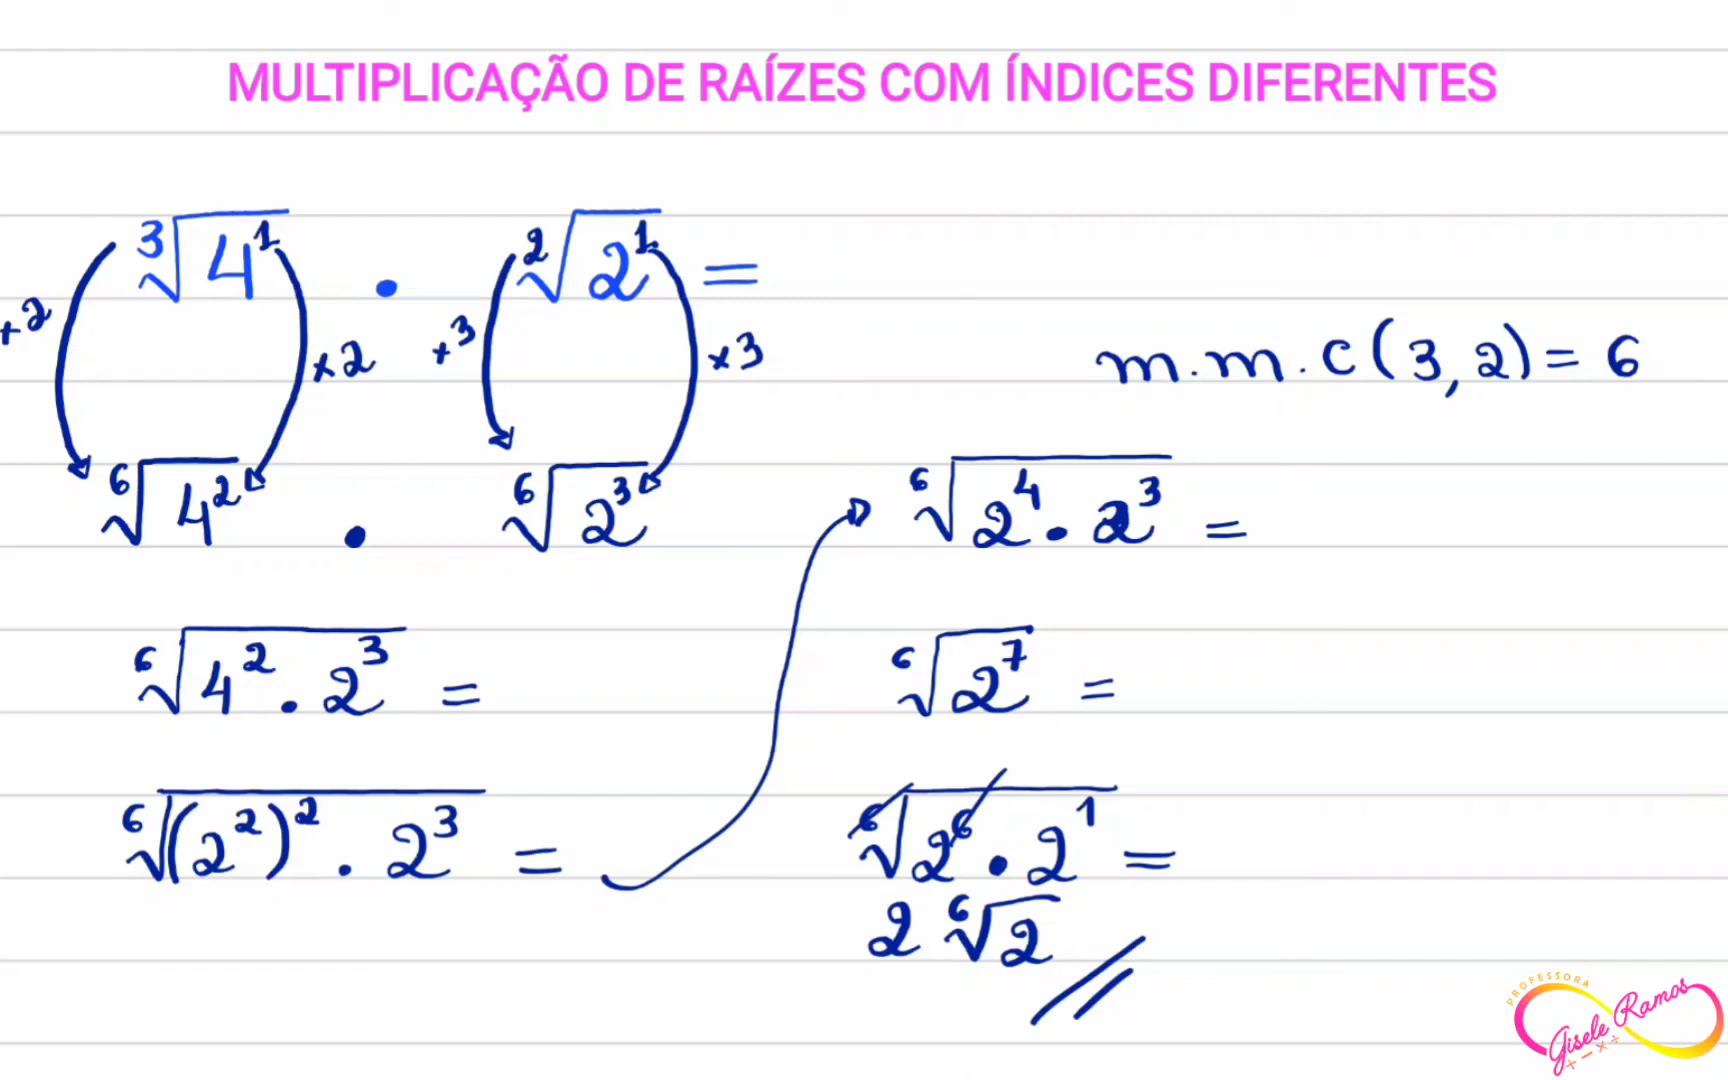 MULTIPLICAÇÃO DE RAÍZES COM ÍNDICES DIFERENTES
∛4¹ · ²√2¹ =
+2 ×2 +3 ×3
m.m.c(3,2) = 6
⁶√4² · ⁶√2³
⁶√4² · 2³ =
⁶√(2²)² · 2³ =
⁶√2⁴ · 2³ =
⁶√2⁷ =
⁶√2⁶ · 2¹ =
2 ⁶√2
PROFESSORA
Gisele Ramos
+ − × ÷